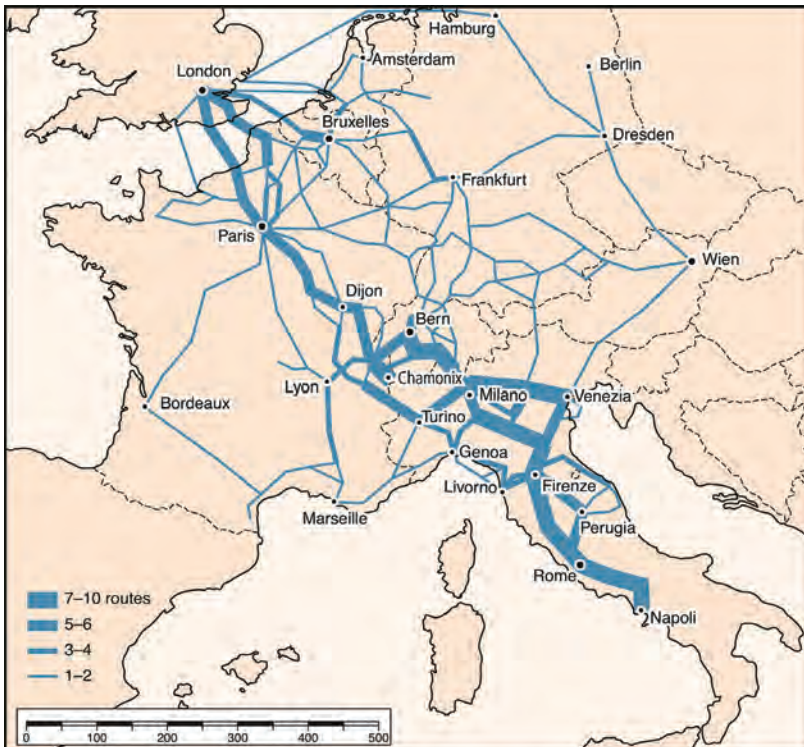 Hamburg
London
Amsterdam
Berlin
Bruxelles
Dresden
Frankfurt
Paris
Wien
Dijon
Bern
Chamonix
Lyon
Milano
Venezia
Bordeaux
Turino
Genoa
Livorno
Firenze
Marseille
Perugia
Rome
Napoli
7–10 routes
5–6
3–4
1–2
0 100 200 300 400 500